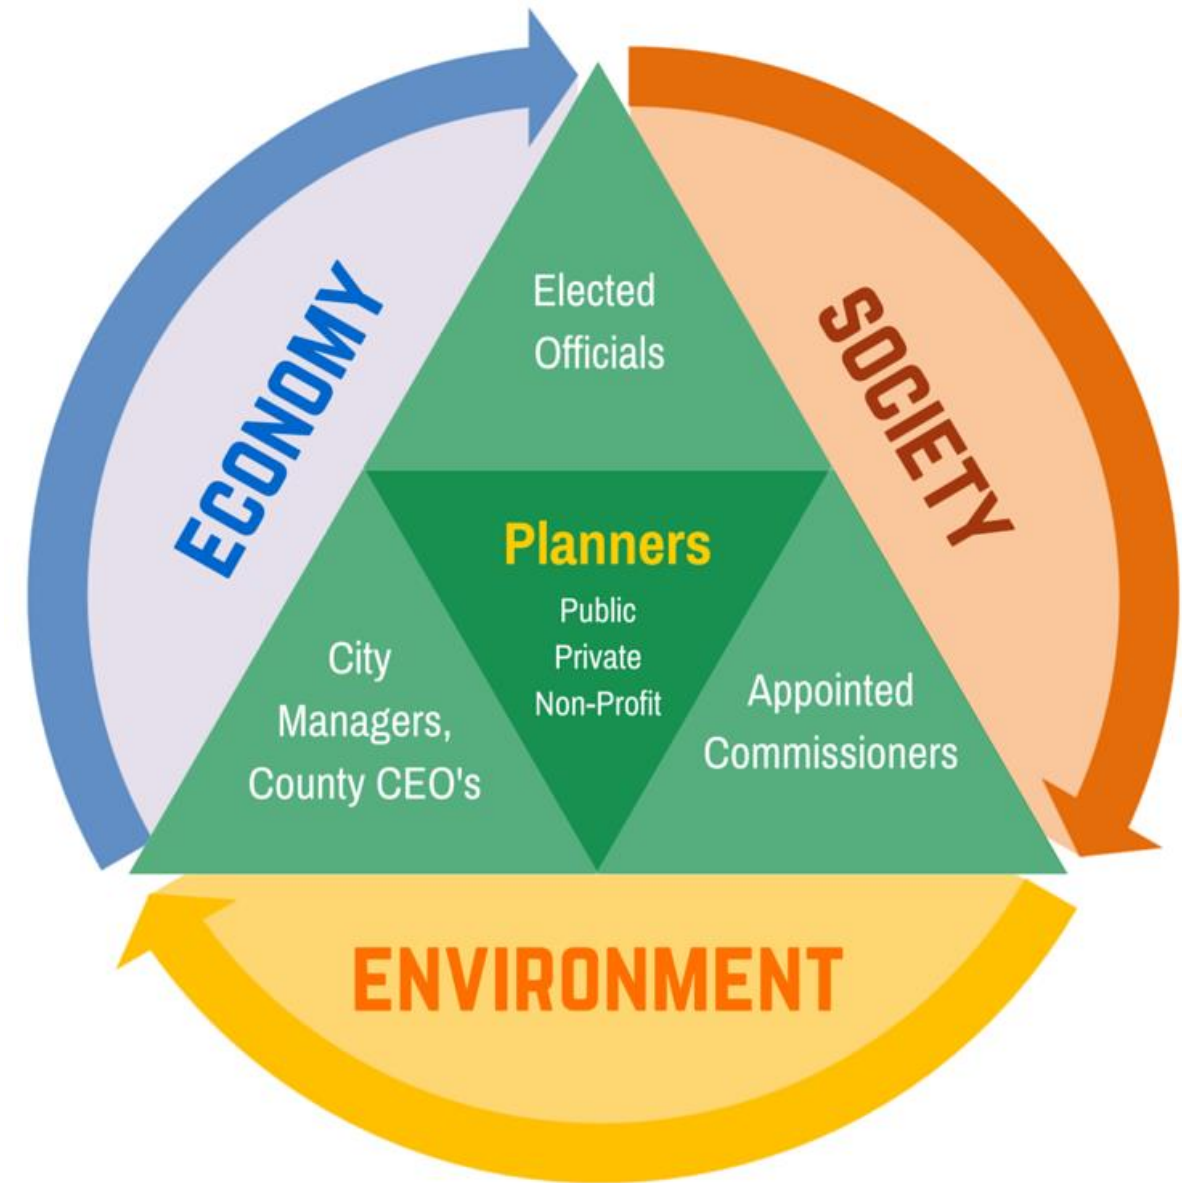 ECONOMY
SOCIETY
Elected
Officials
Planners
Public
Private
Non-Profit
City
Managers,
County CEO's
Appointed
Commissioners
ENVIRONMENT